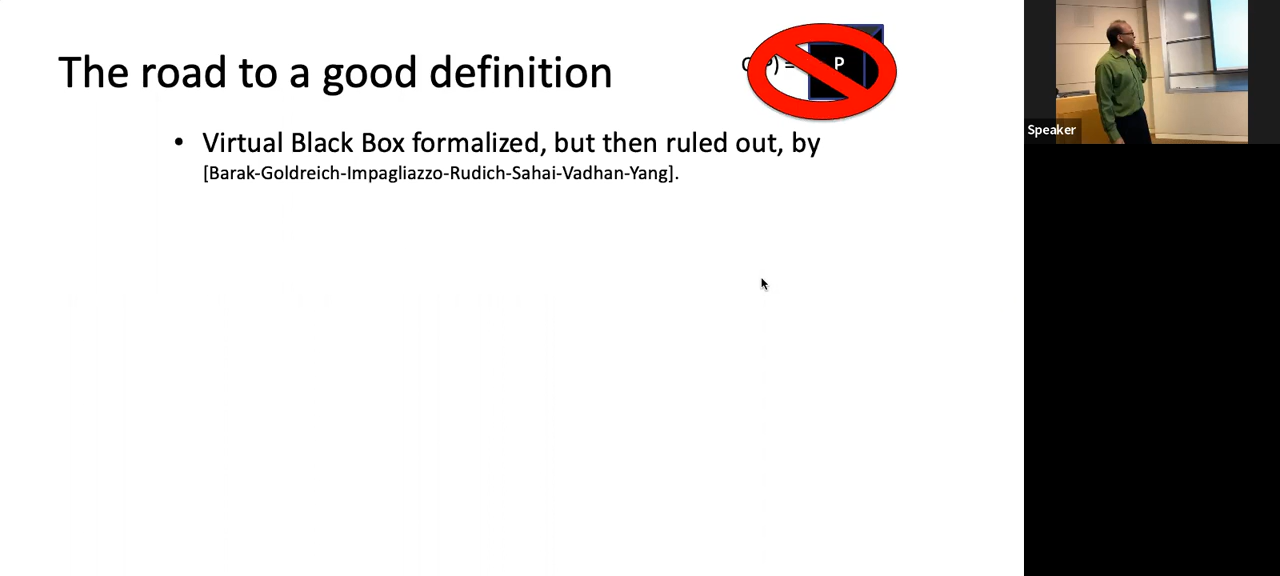 The road to a good definition
P
• Virtual Black Box formalized, but then ruled out, by
[Barak-Goldreich-Impagliazzo-Rudich-Sahai-Vadhan-Yang].
Speaker